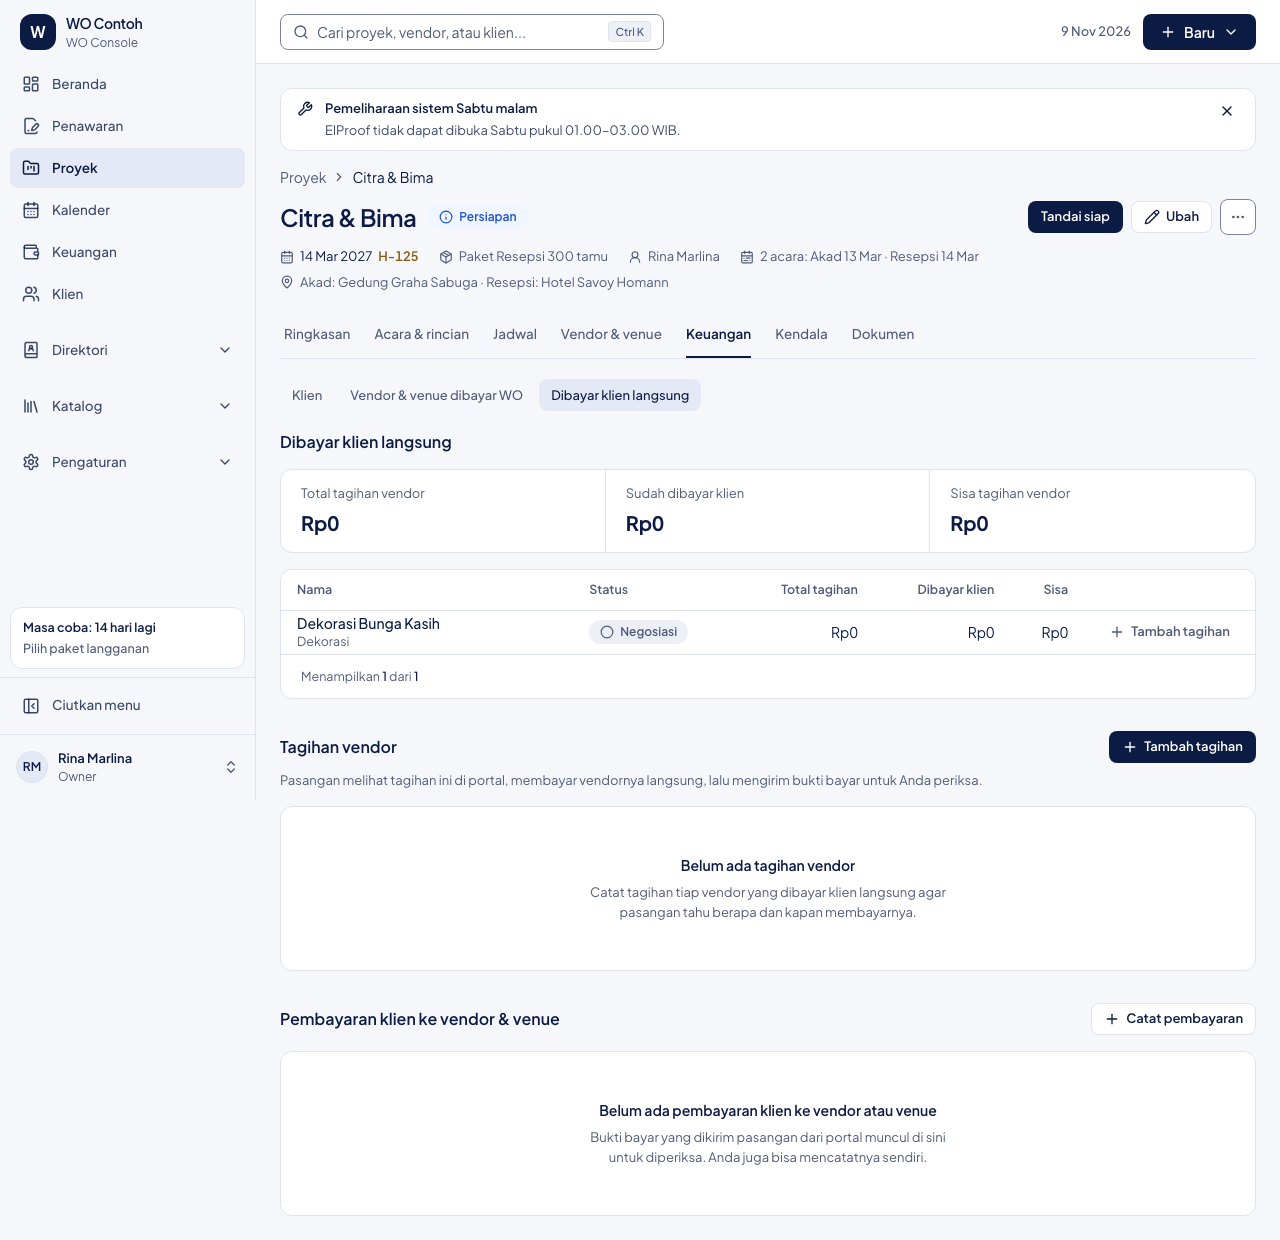 W
WO Contoh
WO Console
Beranda
Penawaran
Proyek
Kalender
Keuangan
Klien
Direktori
Katalog
Pengaturan
Masa coba: 14 hari lagi
Pilih paket langganan
Ciutkan menu
RM
Rina Marlina
Owner
Cari proyek, vendor, atau klien...
Ctrl K
9 Nov 2026
Baru
Pemeliharaan sistem Sabtu malam
ElProof tidak dapat dibuka Sabtu pukul 01.00–03.00 WIB.
Proyek
Citra & Bima
Citra & Bima
Persiapan
Tandai siap
Ubah
14 Mar 2027 H-125
Paket Resepsi 300 tamu
Rina Marlina
2 acara: Akad 13 Mar · Resepsi 14 Mar
Akad: Gedung Graha Sabuga · Resepsi: Hotel Savoy Homann
Ringkasan
Acara & rincian
Jadwal
Vendor & venue
Keuangan
Kendala
Dokumen
Klien
Vendor & venue dibayar WO
Dibayar klien langsung
Dibayar klien langsung
Total tagihan vendor
Rp0
Sudah dibayar klien
Rp0
Sisa tagihan vendor
Rp0
Nama
Status
Total tagihan
Dibayar klien
Sisa
Dekorasi Bunga Kasih
Dekorasi
Negosiasi
Rp0
Rp0
Rp0
Tambah tagihan
Menampilkan 1 dari 1
Tagihan vendor
Tambah tagihan
Pasangan melihat tagihan ini di portal, membayar vendornya langsung, lalu mengirim bukti bayar untuk Anda periksa.
Belum ada tagihan vendor
Catat tagihan tiap vendor yang dibayar klien langsung agar
pasangan tahu berapa dan kapan membayarnya.
Pembayaran klien ke vendor & venue
Catat pembayaran
Belum ada pembayaran klien ke vendor atau venue
Bukti bayar yang dikirim pasangan dari portal muncul di sini
untuk diperiksa. Anda juga bisa mencatatnya sendiri.